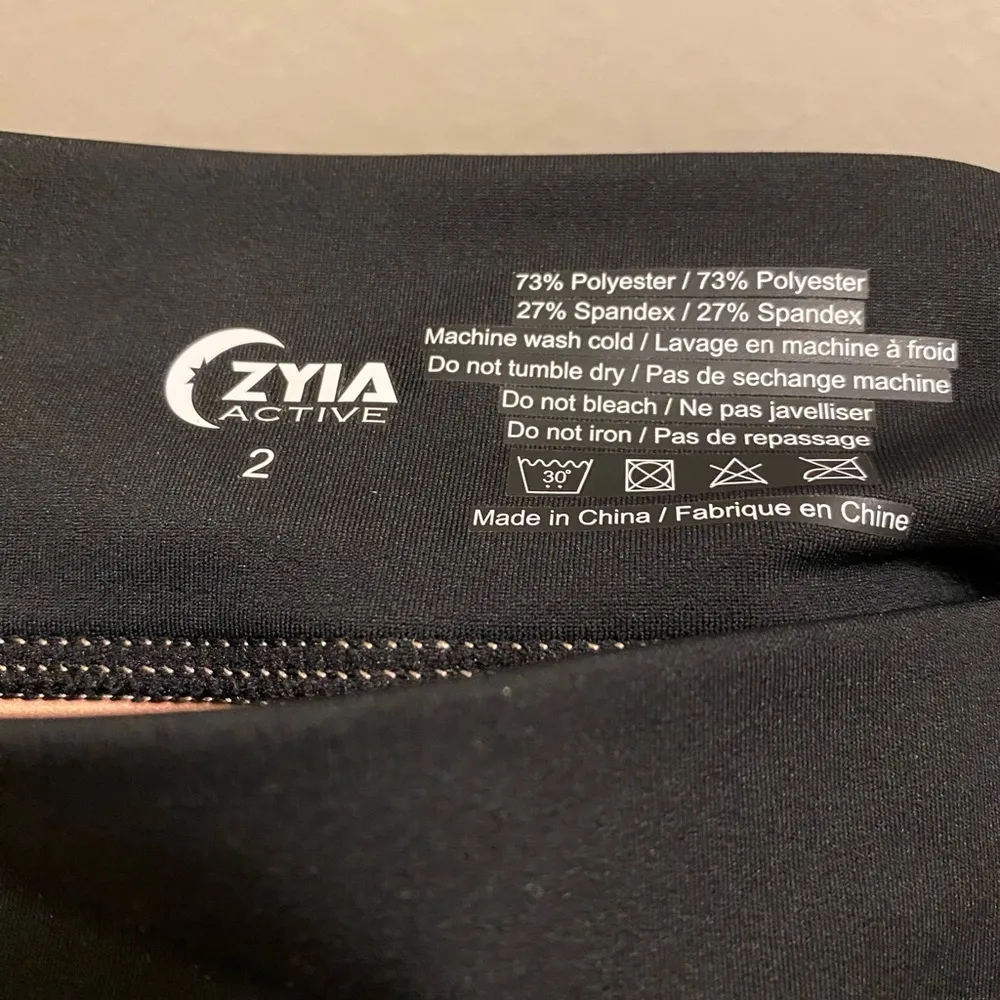 ZYIA
ACTIVE
2
73% Polyester / 73% Polyester
27% Spandex / 27% Spandex
Machine wash cold / Lavage en machine à froid
Do not tumble dry / Pas de sechange machine
Do not bleach / Ne pas javelliser
Do not iron / Pas de repassage
30°
Made in China / Fabrique en Chine